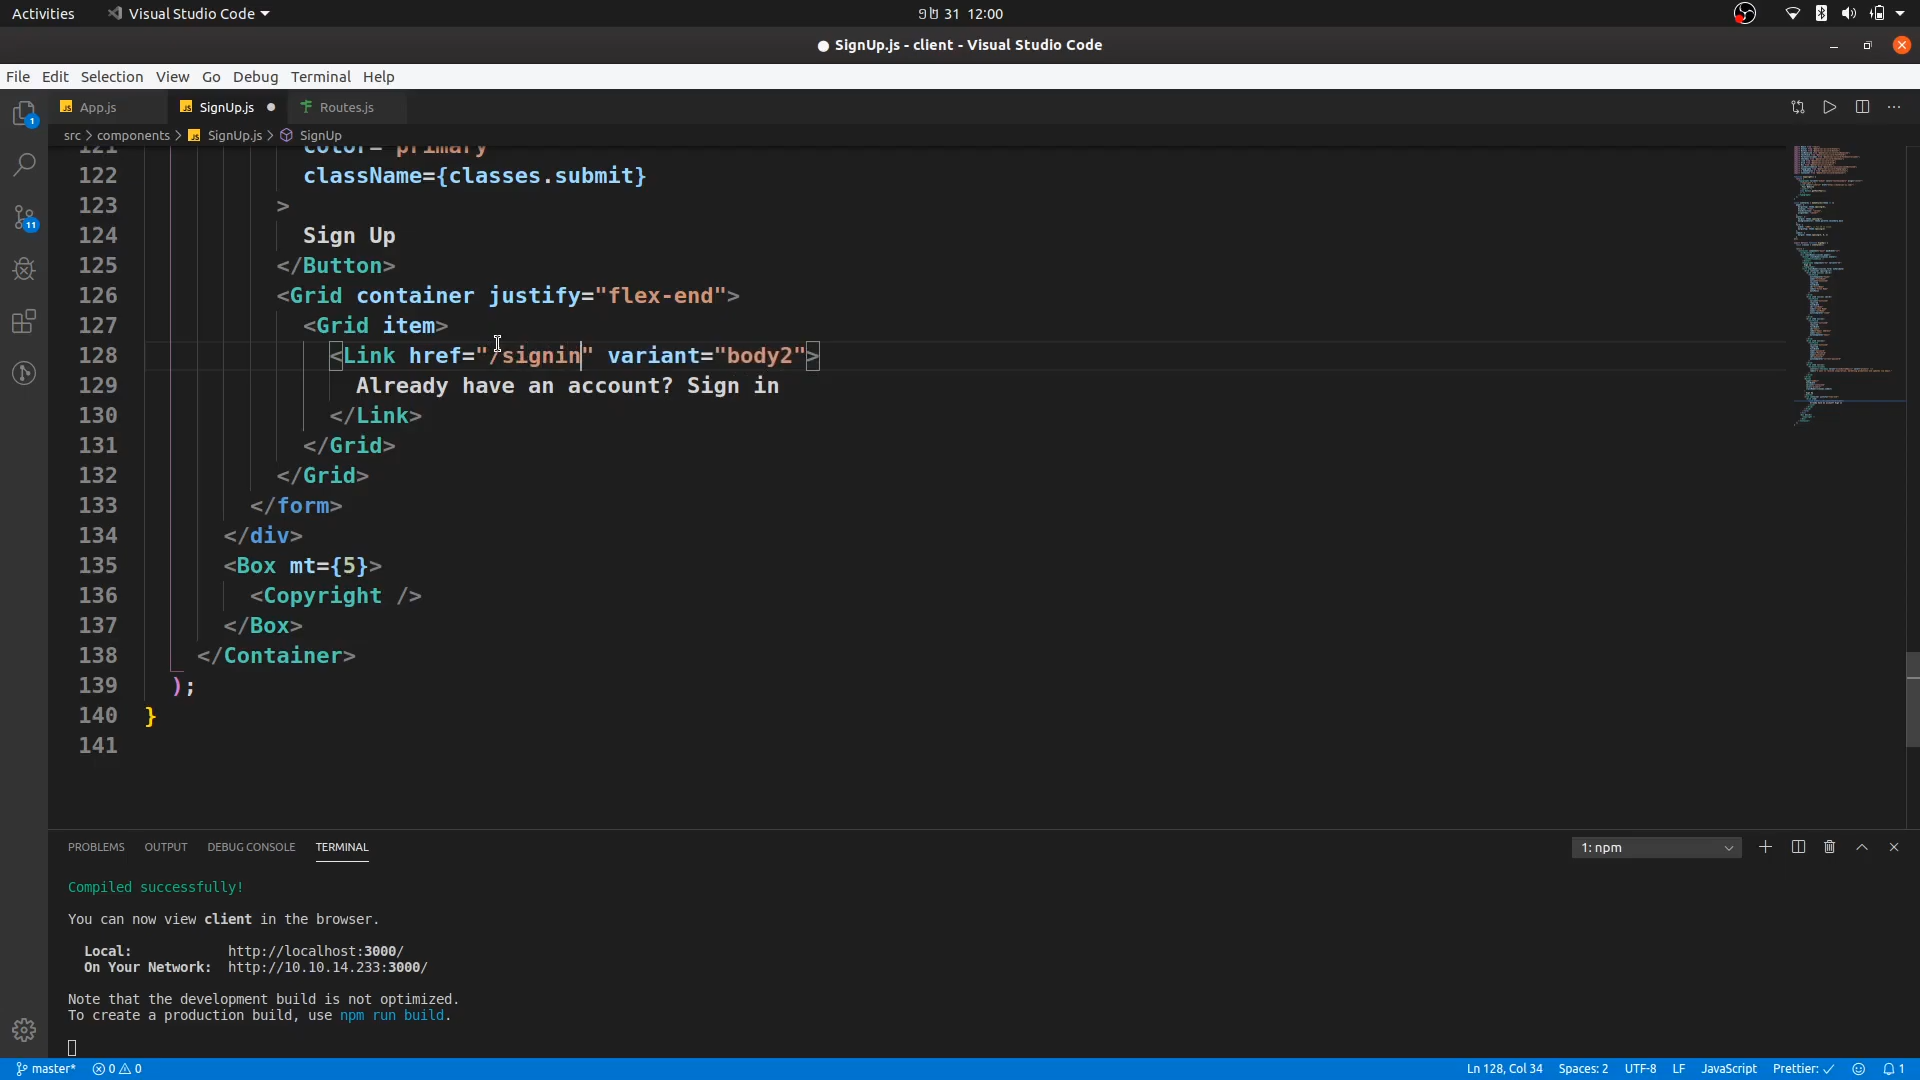 Activities
Visual Studio Code
31 12:00
● SignUp.js - client - Visual Studio Code
File Edit Selection View Go Debug Terminal Help
JS App.js
JS SignUp.js
Routes.js
src > components > JS SignUp.js > SignUp
121 color="primary"
122 className={classes.submit}
123 >
124 Sign Up
125 </Button>
126 <Grid container justify="flex-end">
127 <Grid item>
128 <Link href="/signin" variant="body2">
129 Already have an account? Sign in
130 </Link>
131 </Grid>
132 </Grid>
133 </form>
134 </div>
135 <Box mt={5}>
136 <Copyright />
137 </Box>
138 </Container>
139 );
140 }
141
1
11
PROBLEMS OUTPUT DEBUG CONSOLE TERMINAL
1: npm
Compiled successfully!
You can now view client in the browser.
Local: http://localhost:3000/
On Your Network: http://10.10.14.233:3000/
Note that the development build is not optimized.
To create a production build, use npm run build.
master* 0 0
Ln 128, Col 34 Spaces: 2 UTF-8 LF JavaScript Prettier: ✓ 1